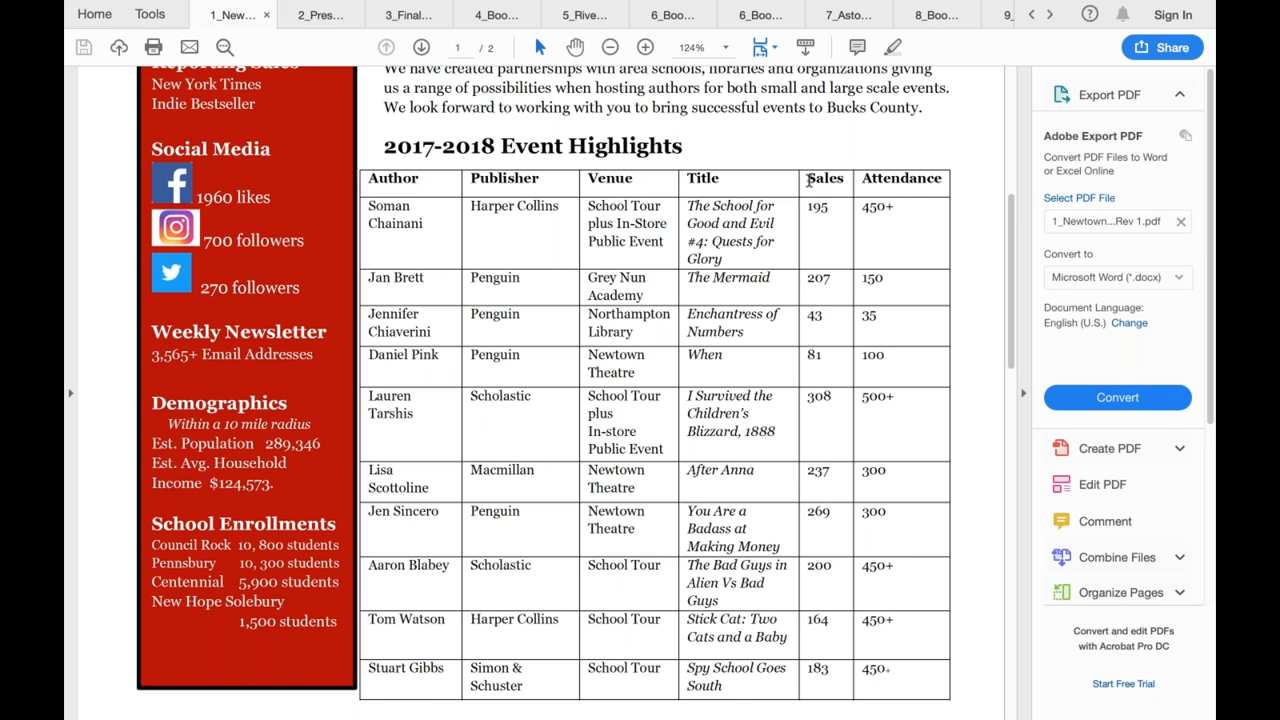 Home Tools 1_New... × 2_Pres... 3_Final... 4_Boo... 5_Rive... 6_Boo... 6_Boo... 7_Asto... 8_Boo... 9_ Sign In
1 / 2 124% Share
New York Times
Indie Bestseller
Social Media
1960 likes
700 followers
270 followers
Weekly Newsletter
3,565+ Email Addresses
Demographics
Within a 10 mile radius
Est. Population 289,346
Est. Avg. Household
Income $124,573.
School Enrollments
Council Rock 10, 800 students
Pennsbury 10, 300 students
Centennial 5,900 students
New Hope Solebury
1,500 students
We have created partnerships with area schools, libraries and organizations giving
us a range of possibilities when hosting authors for both small and large scale events.
We look forward to working with you to bring successful events to Bucks County.
2017-2018 Event Highlights
Author Publisher Venue Title Sales Attendance
Soman Harper Collins School Tour The School for 195 450+
Chainani plus In-Store Good and Evil
Public Event #4: Quests for
Glory
Jan Brett Penguin Grey Nun The Mermaid 207 150
Academy
Jennifer Penguin Northampton Enchantress of 43 35
Chiaverini Library Numbers
Daniel Pink Penguin Newtown When 81 100
Theatre
Lauren Scholastic School Tour I Survived the 308 500+
Tarshis plus Children's
In-store Blizzard, 1888
Public Event
Lisa Macmillan Newtown After Anna 237 300
Scottoline Theatre
Jen Sincero Penguin Newtown You Are a 269 300
Theatre Badass at
Making Money
Aaron Blabey Scholastic School Tour The Bad Guys in 200 450+
Alien Vs Bad
Guys
Tom Watson Harper Collins School Tour Stick Cat: Two 164 450+
Cats and a Baby
Stuart Gibbs Simon & School Tour Spy School Goes 183 450+
Schuster South
Export PDF
Adobe Export PDF
Convert PDF Files to Word
or Excel Online
Select PDF File
1_Newtown...Rev 1.pdf ×
Convert to
Microsoft Word (*.docx)
Document Language:
English (U.S.) Change
Convert
Create PDF
Edit PDF
Comment
Combine Files
Organize Pages
Convert and edit PDFs
with Acrobat Pro DC
Start Free Trial